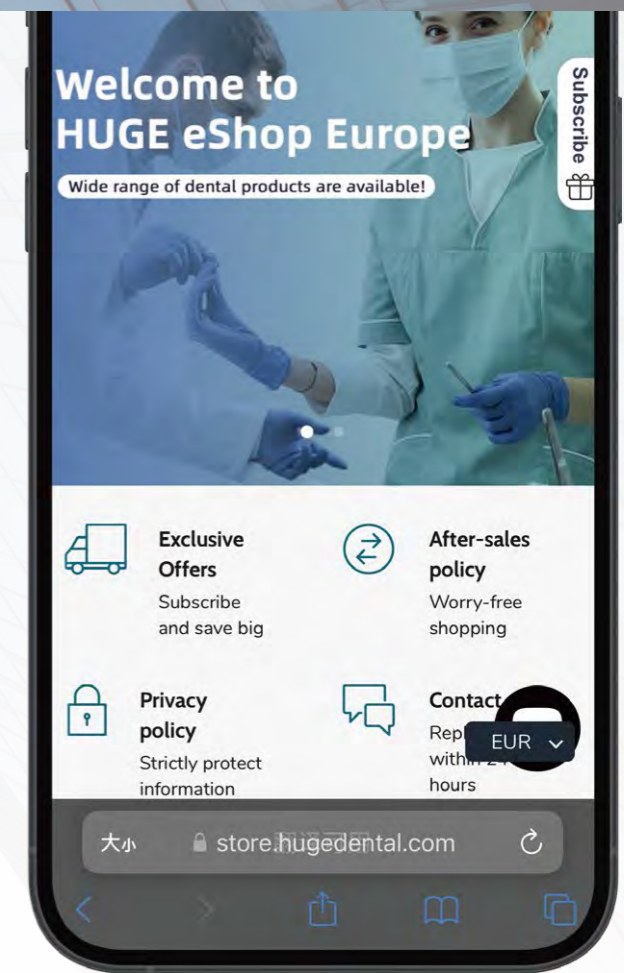 Welcome to
HUGE eShop Europe
Wide range of dental products are available!
Subscribe
Exclusive
Offers
Subscribe
and save big
After-sales
policy
Worry-free
shopping
Privacy
policy
Strictly protect
information
Contact
within 24
hours
EUR
大小
store.hugedental.com